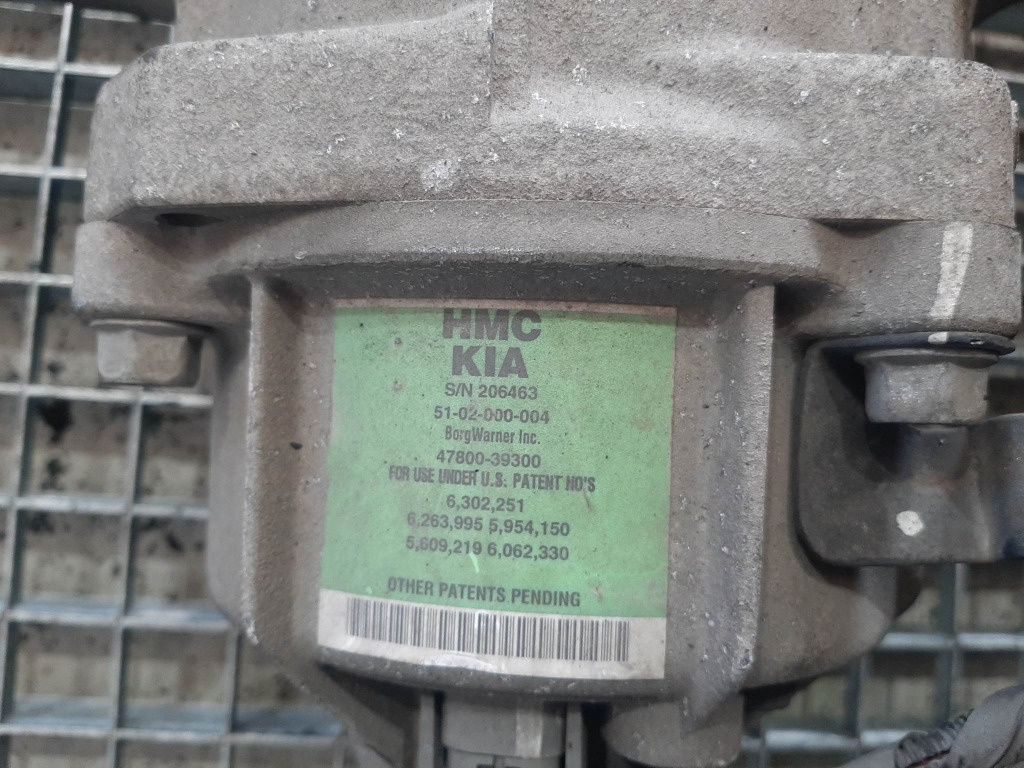 HMC
KIA
S/N 206463
51-02-000-004
BorgWarner Inc.
47800-39300
FOR USE UNDER U.S. PATENT NO'S
6,302,251
6,263,995 5,954,150
5,609,219 6,062,330
OTHER PATENTS PENDING